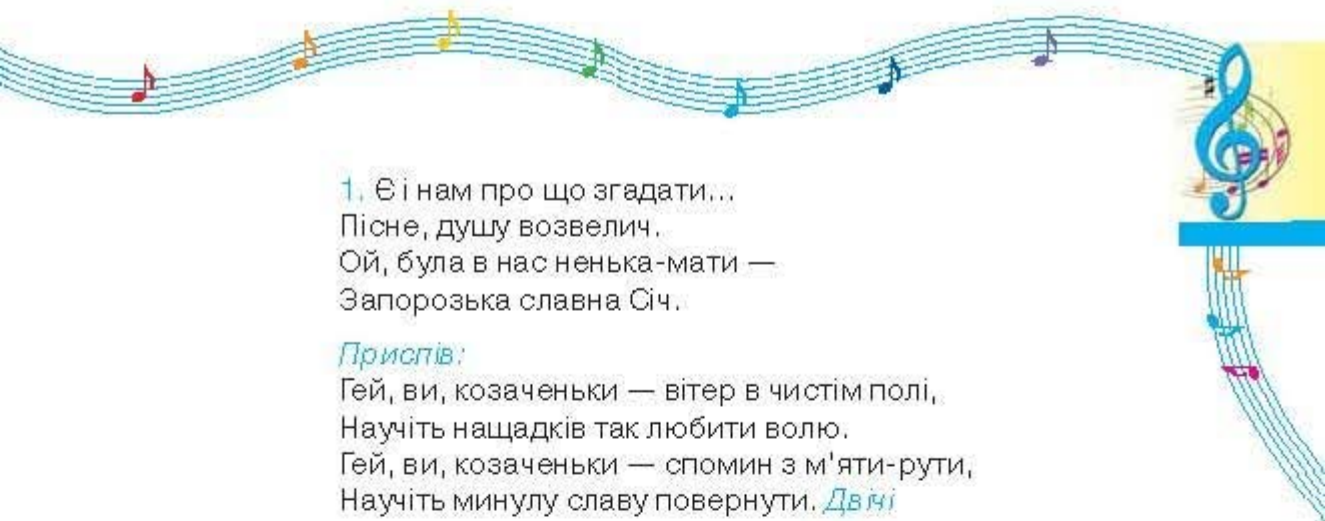 1. Є і нам про що згадати...
Пісне, душу возвелич.
Ой, була в нас ненька-мати —
Запорозька славна Січ.
Приспів:
Гей, ви, козаченьки — вітер в чистім полі,
Научіть нащадків так любити волю.
Гей, ви, козаченьки — спомин з м'яти-рути,
Научіть минулу славу повернути. Двічі